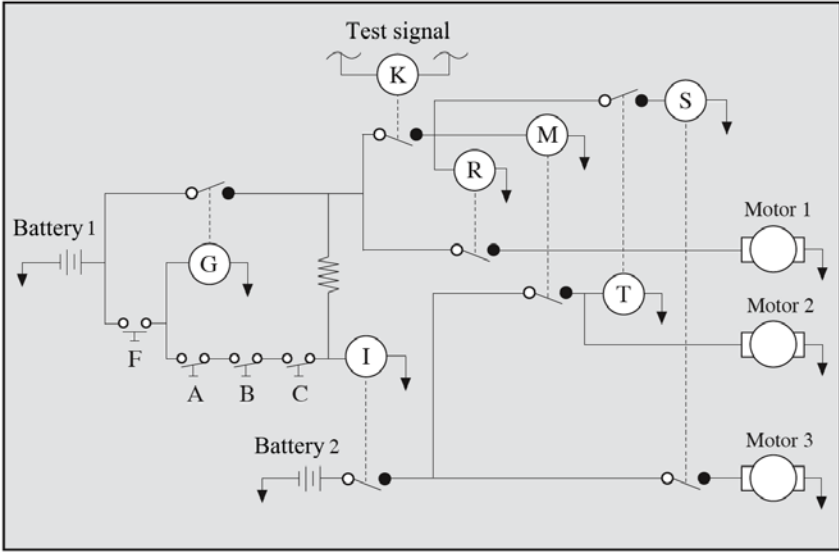 Test signal
K
S
M
R
Motor 1
Battery 1
G
T
Motor 2
F
I
A B C
Battery 2
Motor 3